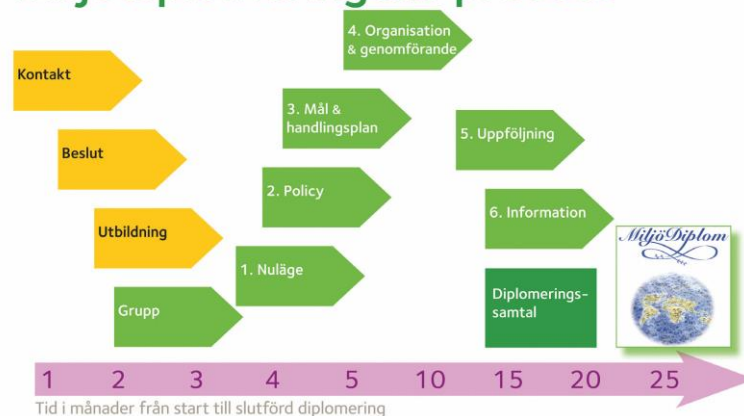 Kontakt
Beslut
Utbildning
Grupp
1. Nuläge
2. Policy
3. Mål &
handlingsplan
4. Organisation
& genomförande
5. Uppföljning
6. Information
Diplomerings-
samtal
MiljöDiplom
1 2 3 4 5 10 15 20 25
Tid i månader från start till slutförd diplomering